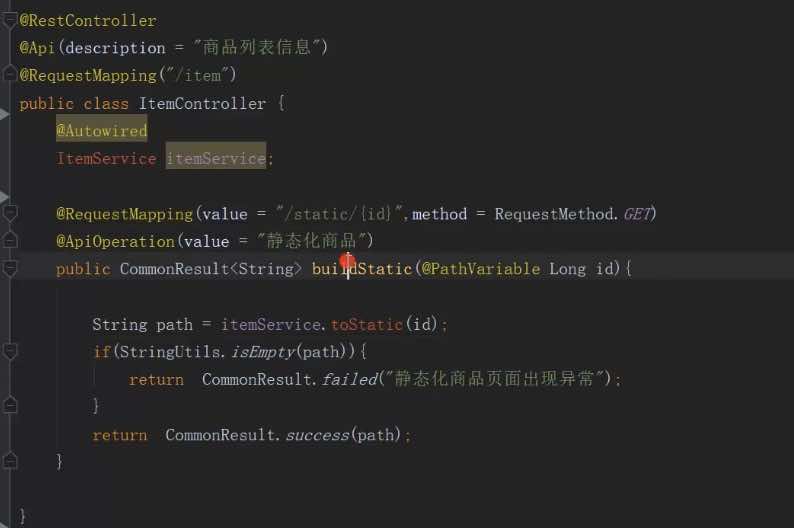 @RestController
@Api(description = "商品列表信息")
@RequestMapping("/item")
public class ItemController {
@Autowired
ItemService itemService;
@RequestMapping(value = "/static/{id}",method = RequestMethod.GET)
@ApiOperation(value = "静态化商品")
public CommonResult<String> buildStatic(@PathVariable Long id){
String path = itemService.toStatic(id);
if(StringUtils.isEmpty(path)){
return  CommonResult.failed("静态化商品页面出现异常");
}
return  CommonResult.success(path);
}
}